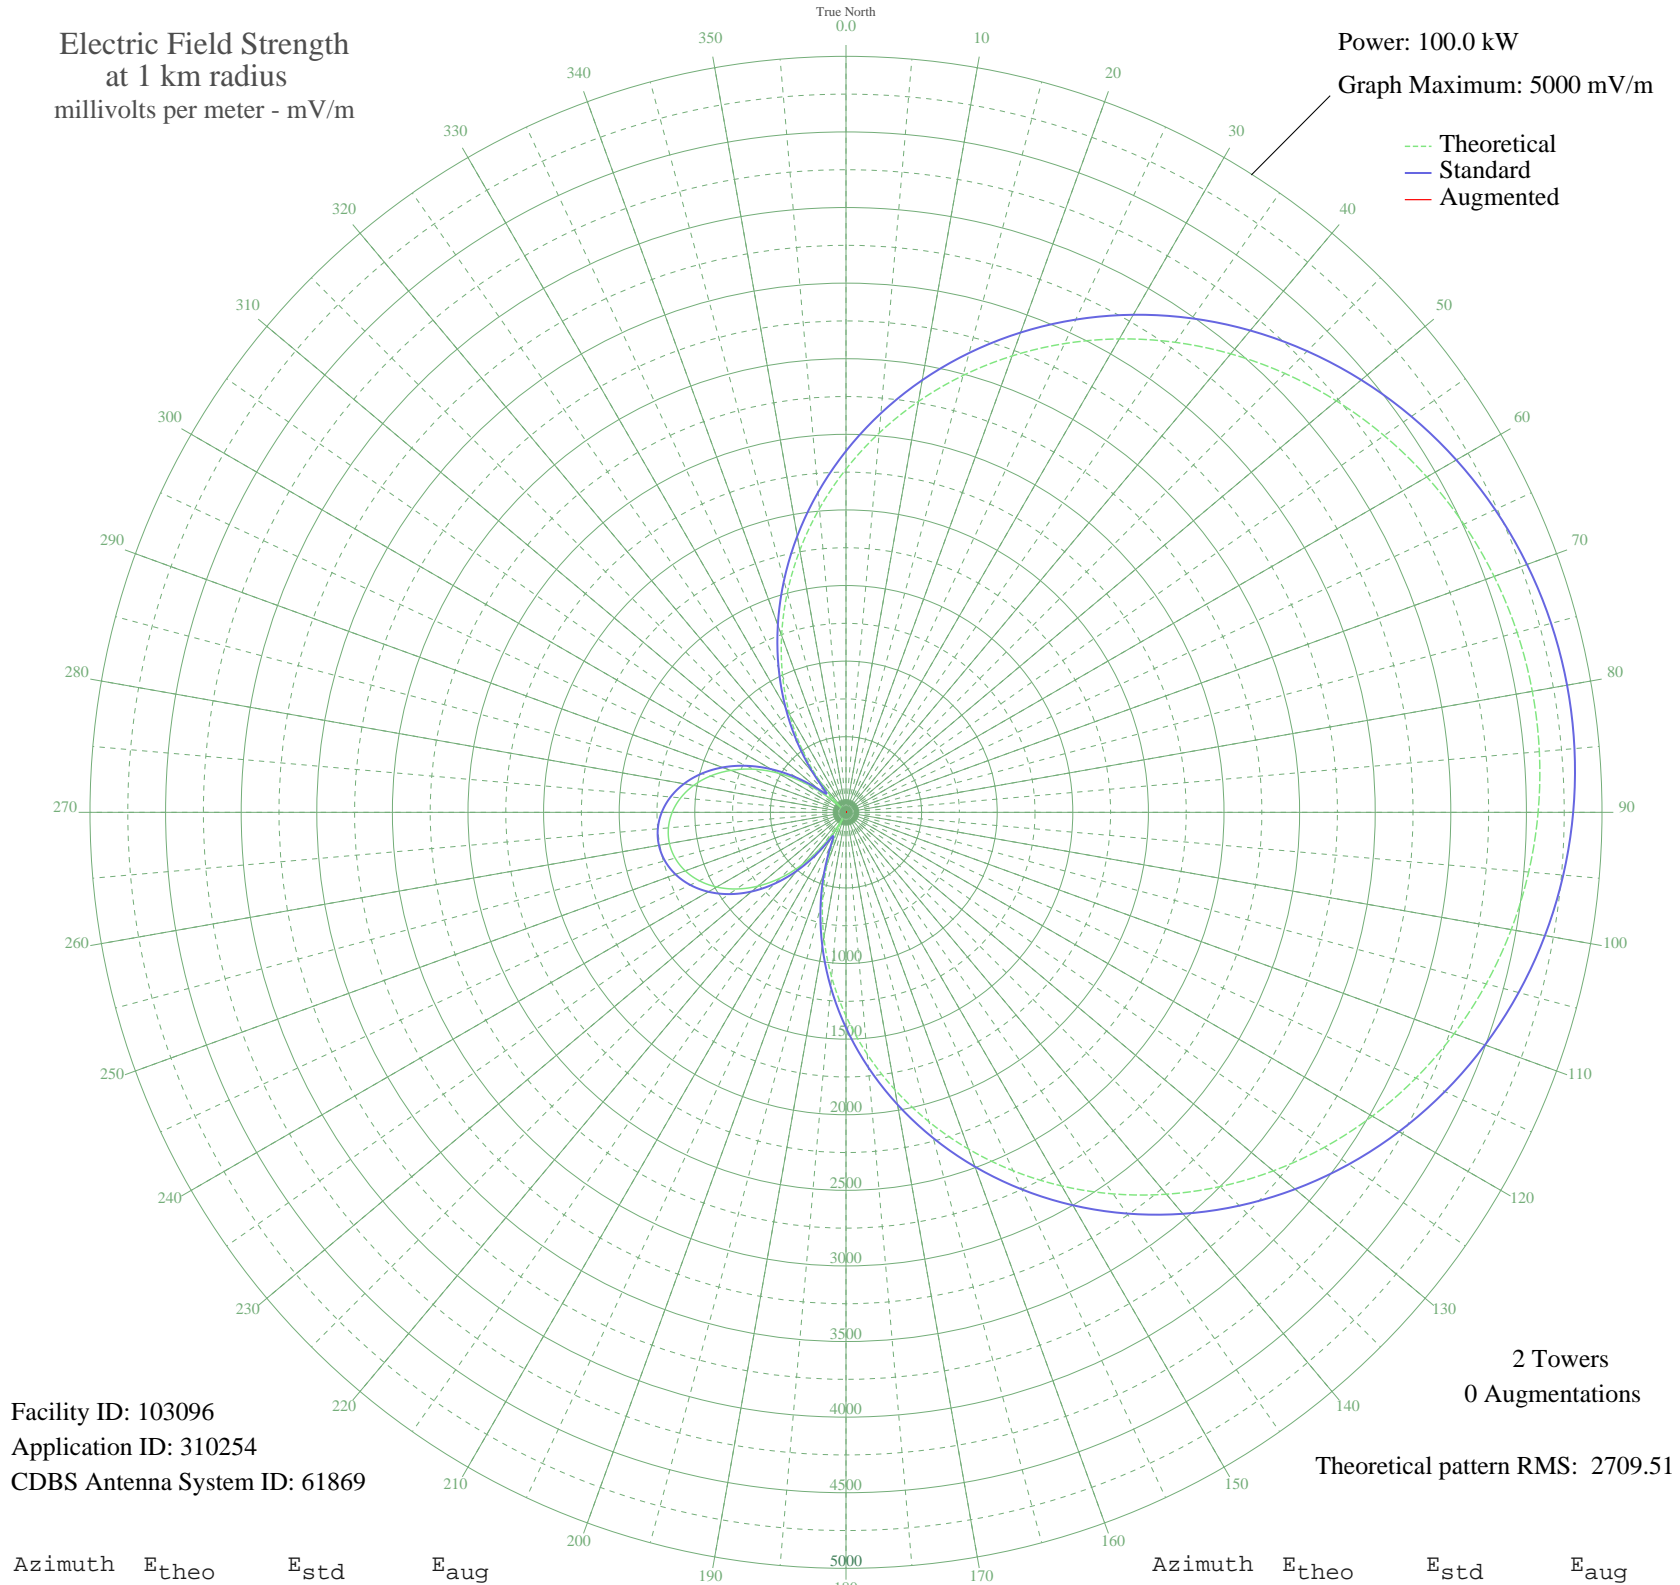 True North
0.0
Electric Field Strength
at 1 km radius
millivolts per meter - mV/m
Power: 100.0 kW
Graph Maximum: 5000 mV/m
Theoretical
Standard
Augmented
10
20
30
40
50
60
70
80
90
100
110
120
130
140
150
160
170
180
190
200
210
220
230
240
250
260
270
280
290
300
310
320
330
340
350
1000
1500
2000
2500
3000
3500
4000
4500
5000
2 Towers
0 Augmentations
Theoretical pattern RMS: 2709.51
Facility ID: 103096
Application ID: 310254
CDBS Antenna System ID: 61869
Azimuth Etheo Estd Eaug Azimuth Etheo Estd Eaug